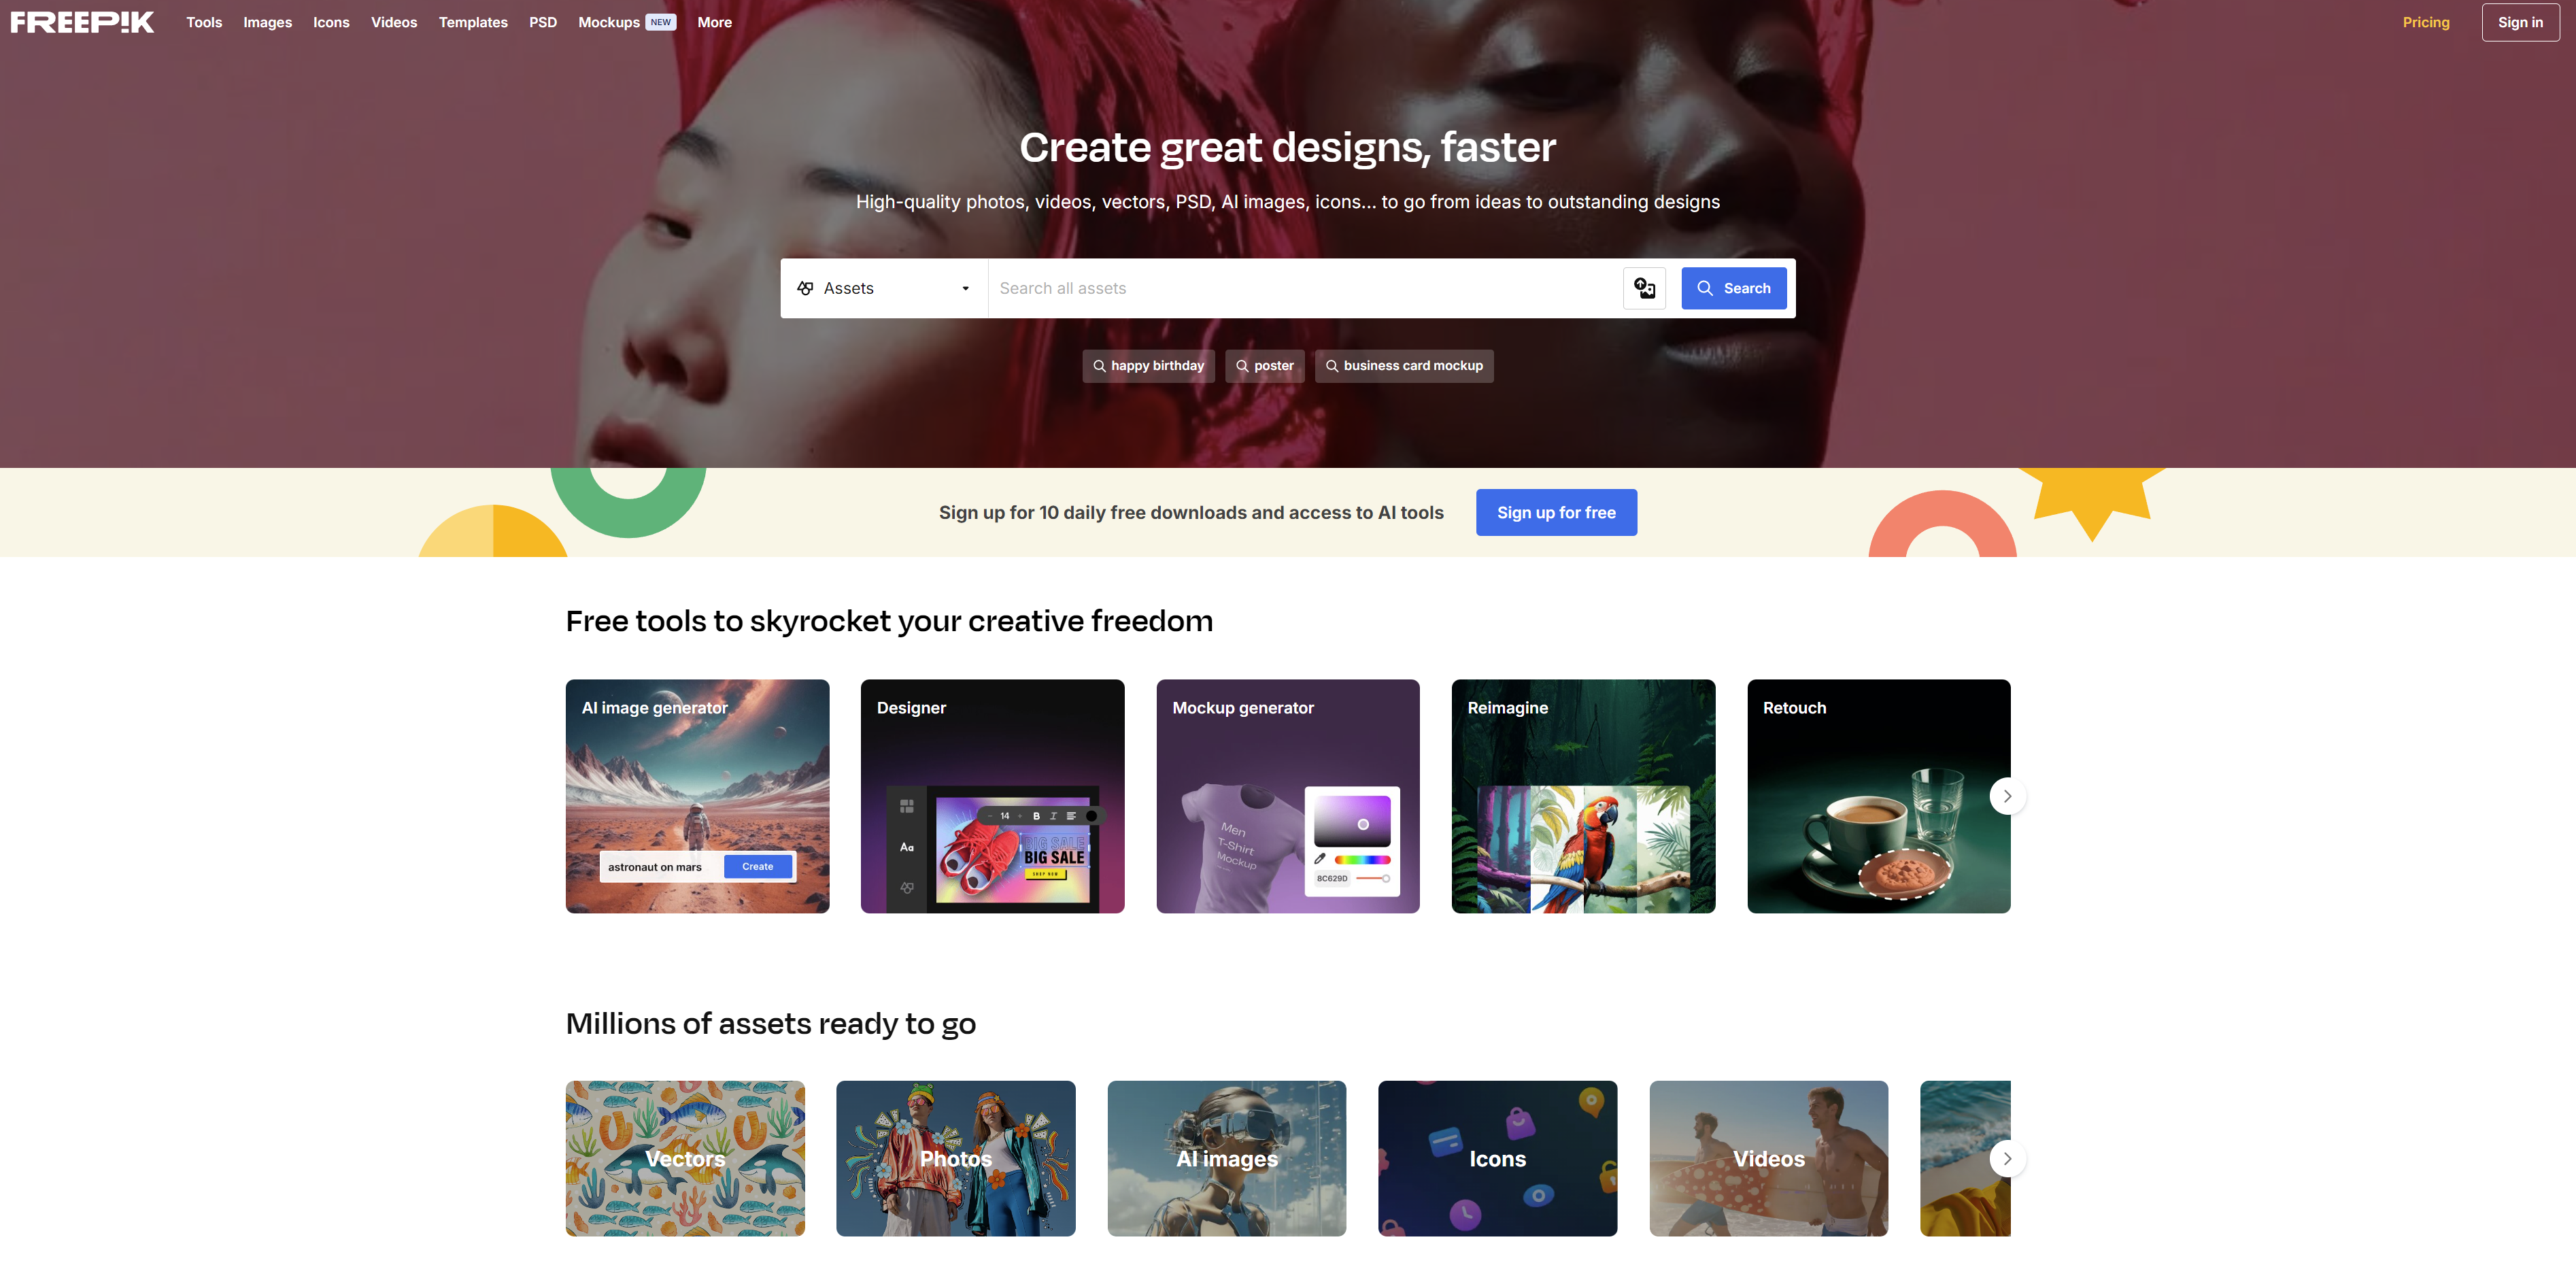 FREEPIK
Tools Images Icons Videos Templates PSD Mockups NEW More
Pricing Sign in
Create great designs, faster
High-quality photos, videos, vectors, PSD, AI images, icons... to go from ideas to outstanding designs
Assets Search all assets Search
happy birthday poster business card mockup
Sign up for 10 daily free downloads and access to AI tools Sign up for free
Free tools to skyrocket your creative freedom
AI image generator
astronaut on mars Create
Designer
14 B I
Aa
BIG SALE
BIG SALE
SHOP NOW
Mockup generator
Men
T-Shirt
Mockup
8C629D
Reimagine
Retouch
Millions of assets ready to go
Vectors
Photos
AI images
Icons
Videos